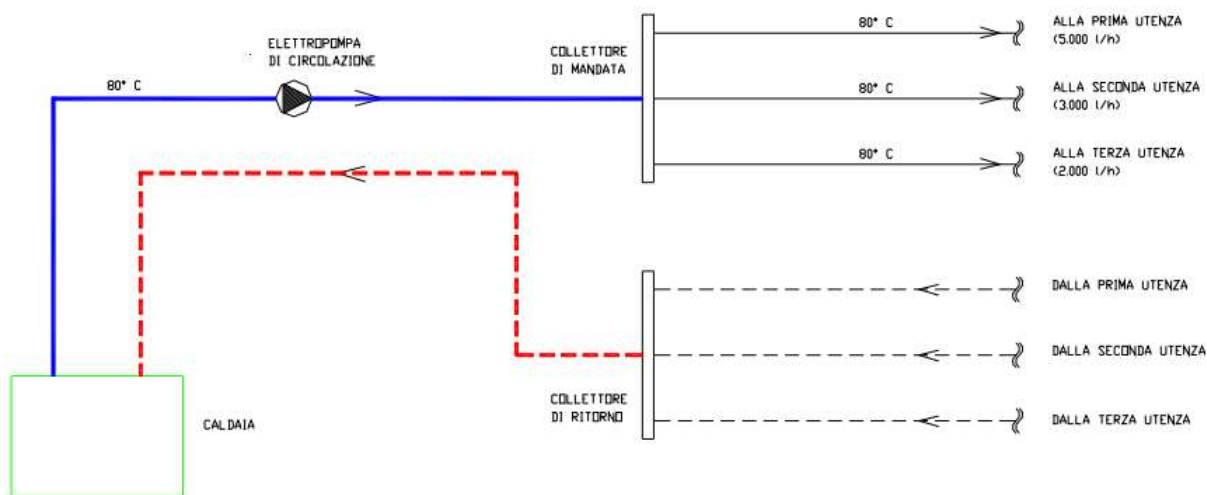 80° C
ELETTROPOMPA
DI CIRCOLAZIONE
COLLETTORE
DI MANDATA
80° C
ALLA PRIMA UTENZA
(5.000 l/h)
80° C
ALLA SECONDA UTENZA
(3.000 l/h)
80° C
ALLA TERZA UTENZA
(2.000 l/h)
DALLA PRIMA UTENZA
DALLA SECONDA UTENZA
DALLA TERZA UTENZA
COLLETTORE
DI RITORNO
CALDAIA